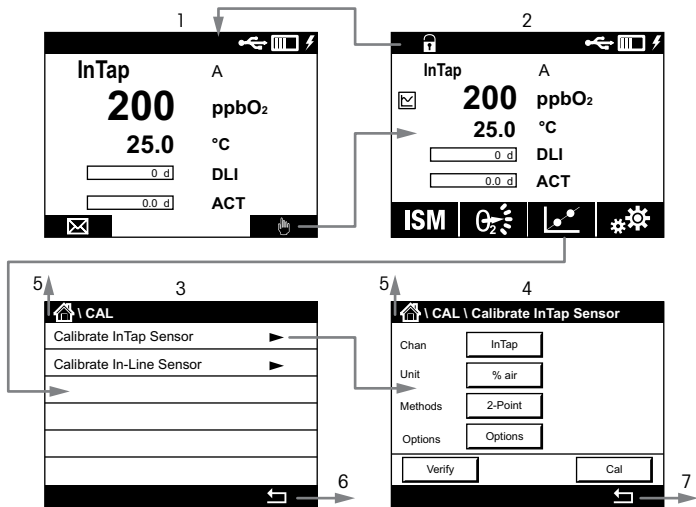 1
InTap
A
200 ppbO2
25.0 °C
0 d DLI
0.0 d ACT
2
InTap
A
200 ppbO2
25.0 °C
0 d DLI
0.0 d ACT
ISM O2
5
3
\ CAL
Calibrate InTap Sensor
Calibrate In-Line Sensor
6
5
4
\ CAL \ Calibrate InTap Sensor
Chan InTap
Unit % air
Methods 2-Point
Options Options
Verify Cal
7